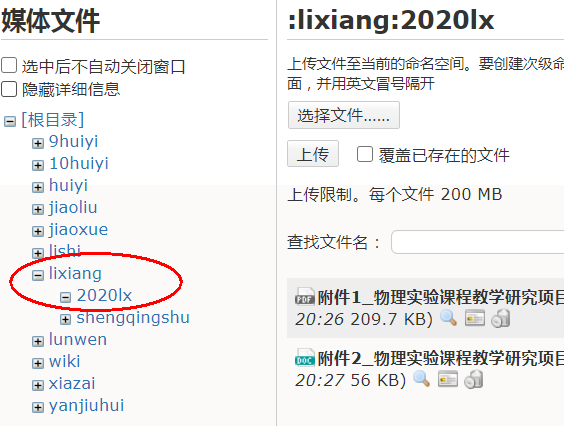 媒体文件
选中后不自动关闭窗口
隐藏详细信息
[根目录]
9huiyi
10huiyi
huiyi
jiaoliu
jiaoxue
lishi
lixiang
2020lx
shengqingshu
lunwen
wiki
xiazai
yanjiuhui
:lixiang:2020lx
上传文件至当前的命名空间。要创建次级命
面，并用英文冒号隔开
选择文件......
上传 覆盖已存在的文件
上传限制。每个文件 200 MB
查找文件名：
PDF 附件1_物理实验课程教学研究项目
20:26 209.7 KB)
DOC 附件2_物理实验课程教学研究项目
20:27 56 KB)